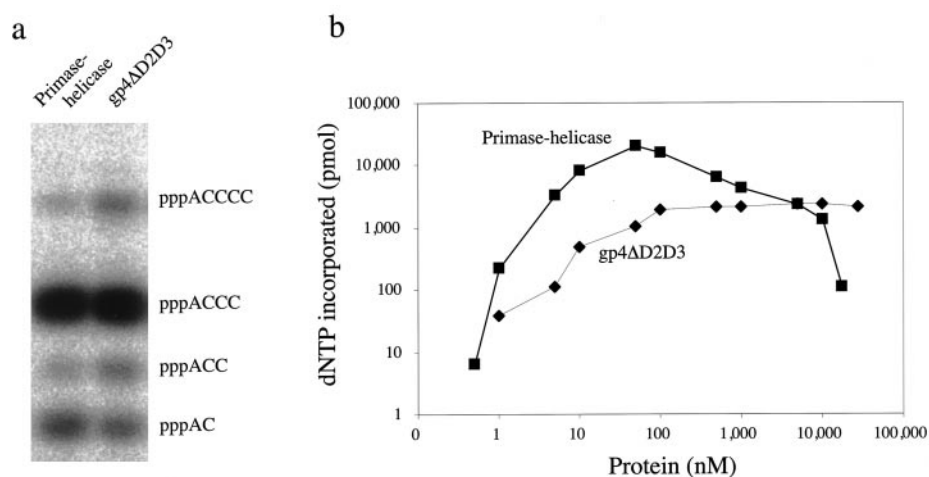 a
Primase-
helicase
gp4ΔD2D3
pppACCCC
pppACCC
pppACC
pppAC
b
dNTP incorporated (pmol)
100,000
10,000
1,000
100
10
1
Primase-helicase
gp4ΔD2D3
0
1
10
100
1,000
10,000
100,000
Protein (nM)